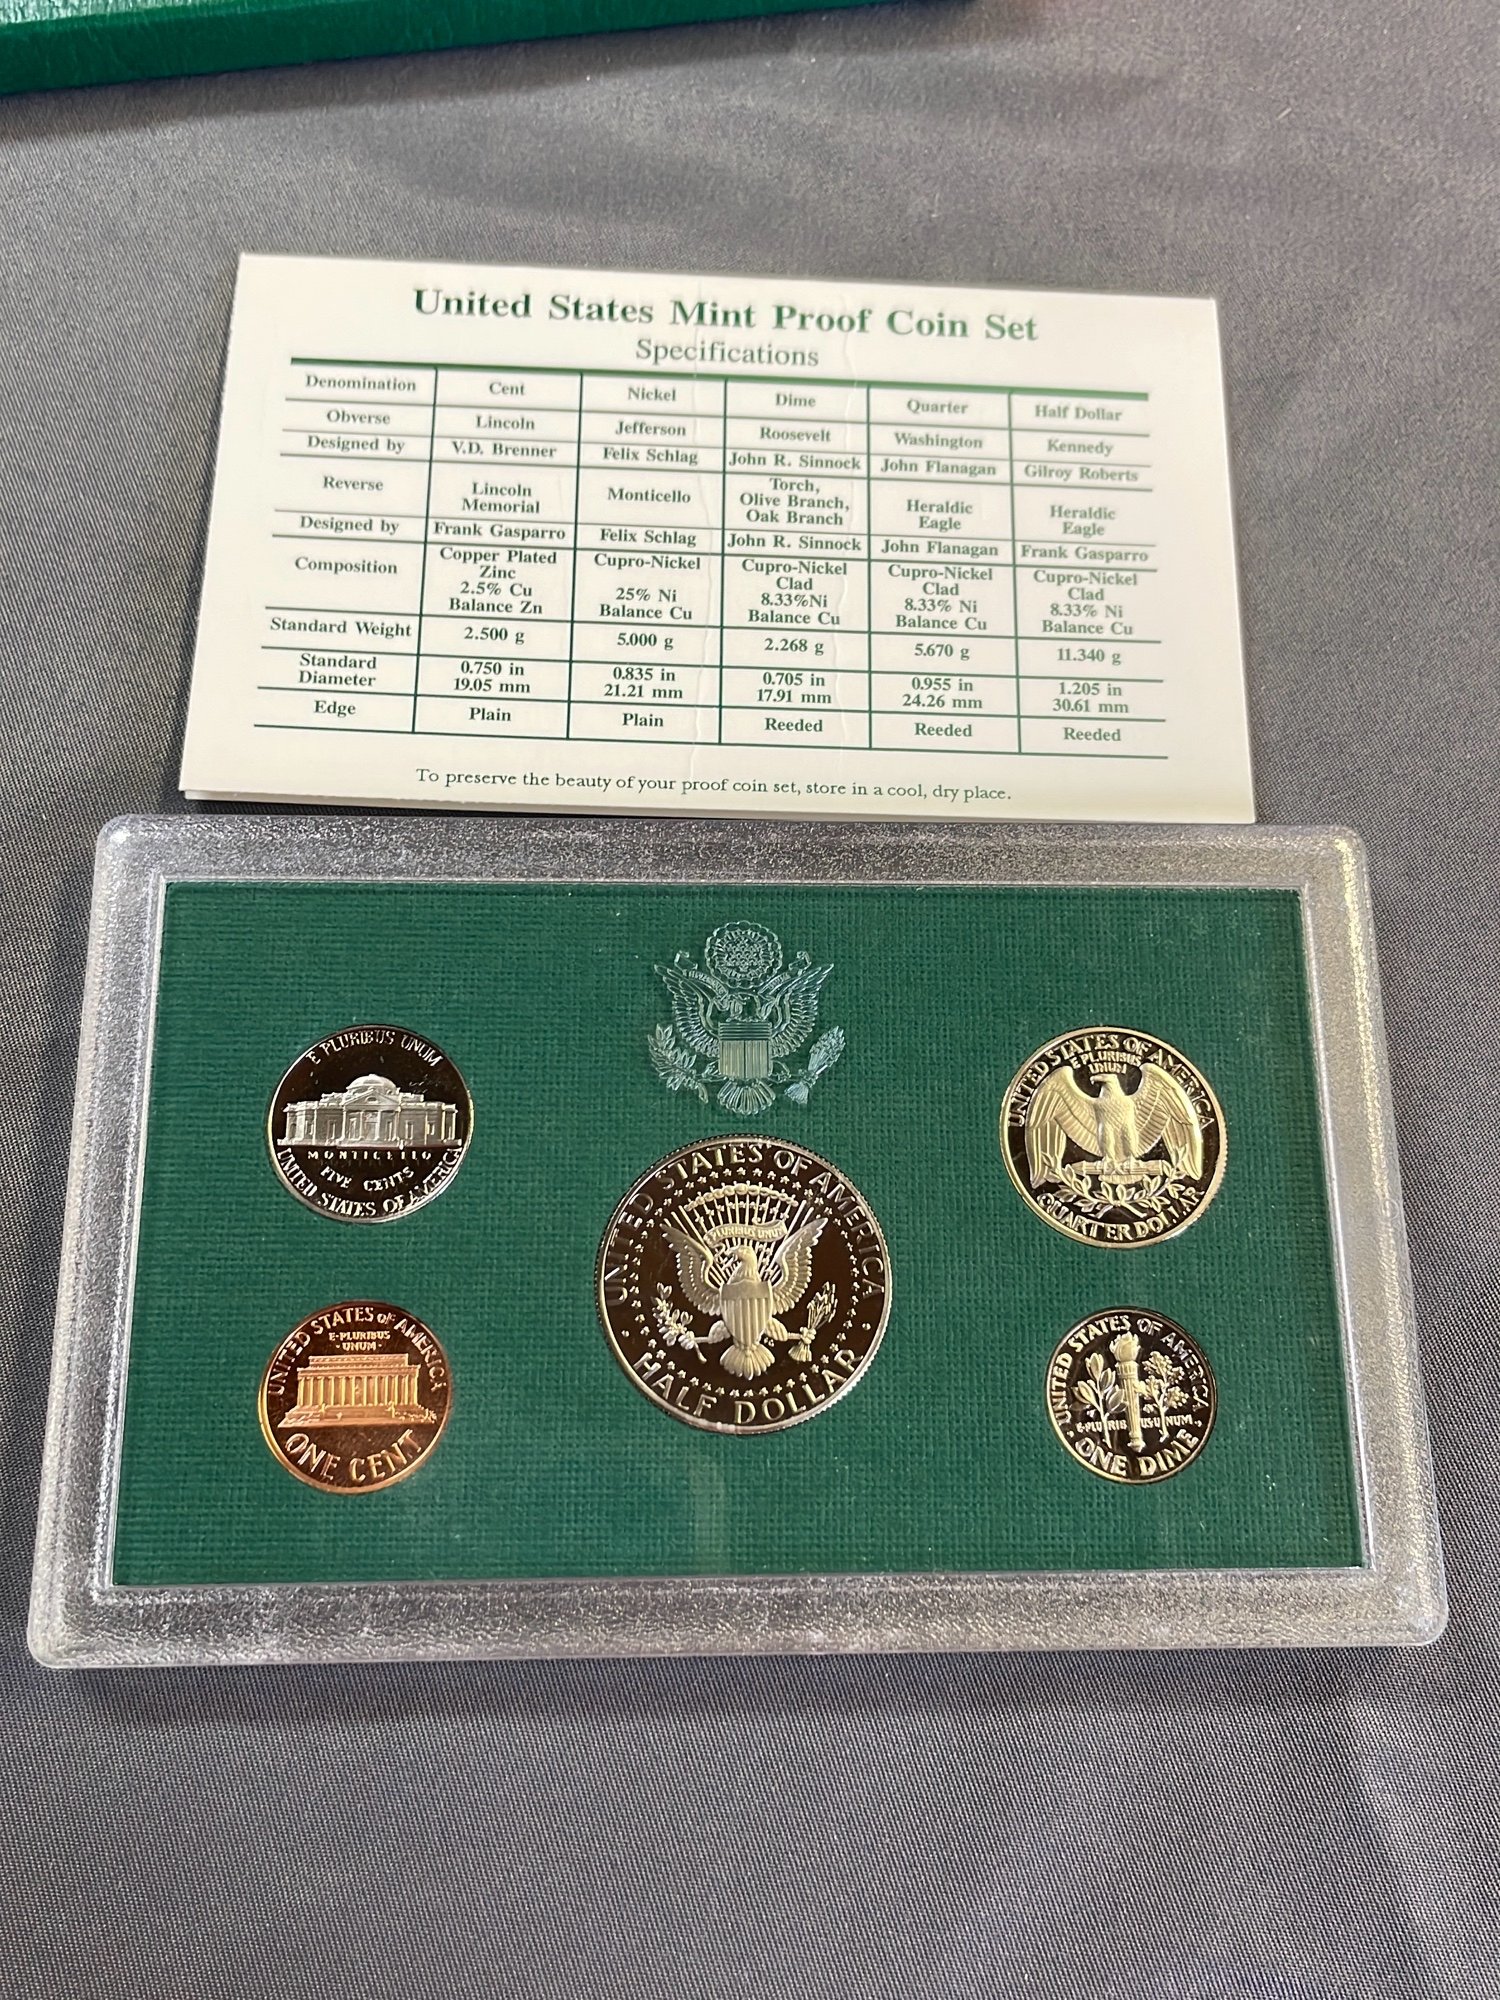 United States Mint Proof Coin Set
Specifications
Denomination Cent Nickel Dime Quarter Half Dollar
Obverse Lincoln Jefferson Roosevelt Washington Kennedy
Designed by V.D. Brenner Felix Schlag John R. Sinnock John Flanagan Gilroy Roberts
Reverse Lincoln Memorial Monticello Torch, Olive Branch, Oak Branch Heraldic Eagle Heraldic Eagle
Designed by Frank Gasparro Felix Schlag John R. Sinnock John Flanagan Frank Gasparro
Composition Copper Plated Zinc 2.5% Cu Balance Zn Cupro-Nickel 25% Ni Balance Cu Cupro-Nickel Clad 8.33%Ni Balance Cu Cupro-Nickel Clad 8.33% Ni Balance Cu Cupro-Nickel Clad 8.33% Ni Balance Cu
Standard Weight 2.500 g 5.000 g 2.268 g 5.670 g 11.340 g
Standard Diameter 0.750 in 19.05 mm 0.835 in 21.21 mm 0.705 in 17.91 mm 0.955 in 24.26 mm 1.205 in 30.61 mm
Edge Plain Plain Reeded Reeded Reeded
To preserve the beauty of your proof coin set, store in a cool, dry place.
E PLURIBUS UNUM
MONTICELLO
FIVE CENTS
UNITED STATES OF AMERICA
UNITED STATES OF AMERICA
E PLURIBUS
UNUM
QUARTER DOLLAR
UNITED STATES OF AMERICA
E PLURIBUS UNUM
HALF DOLLAR
UNITED STATES OF AMERICA
E·PLURIBUS
·UNUM·
ONE CENT
UNITED STATES OF AMERICA
E·PLURIBUS·UNUM
ONE DIME